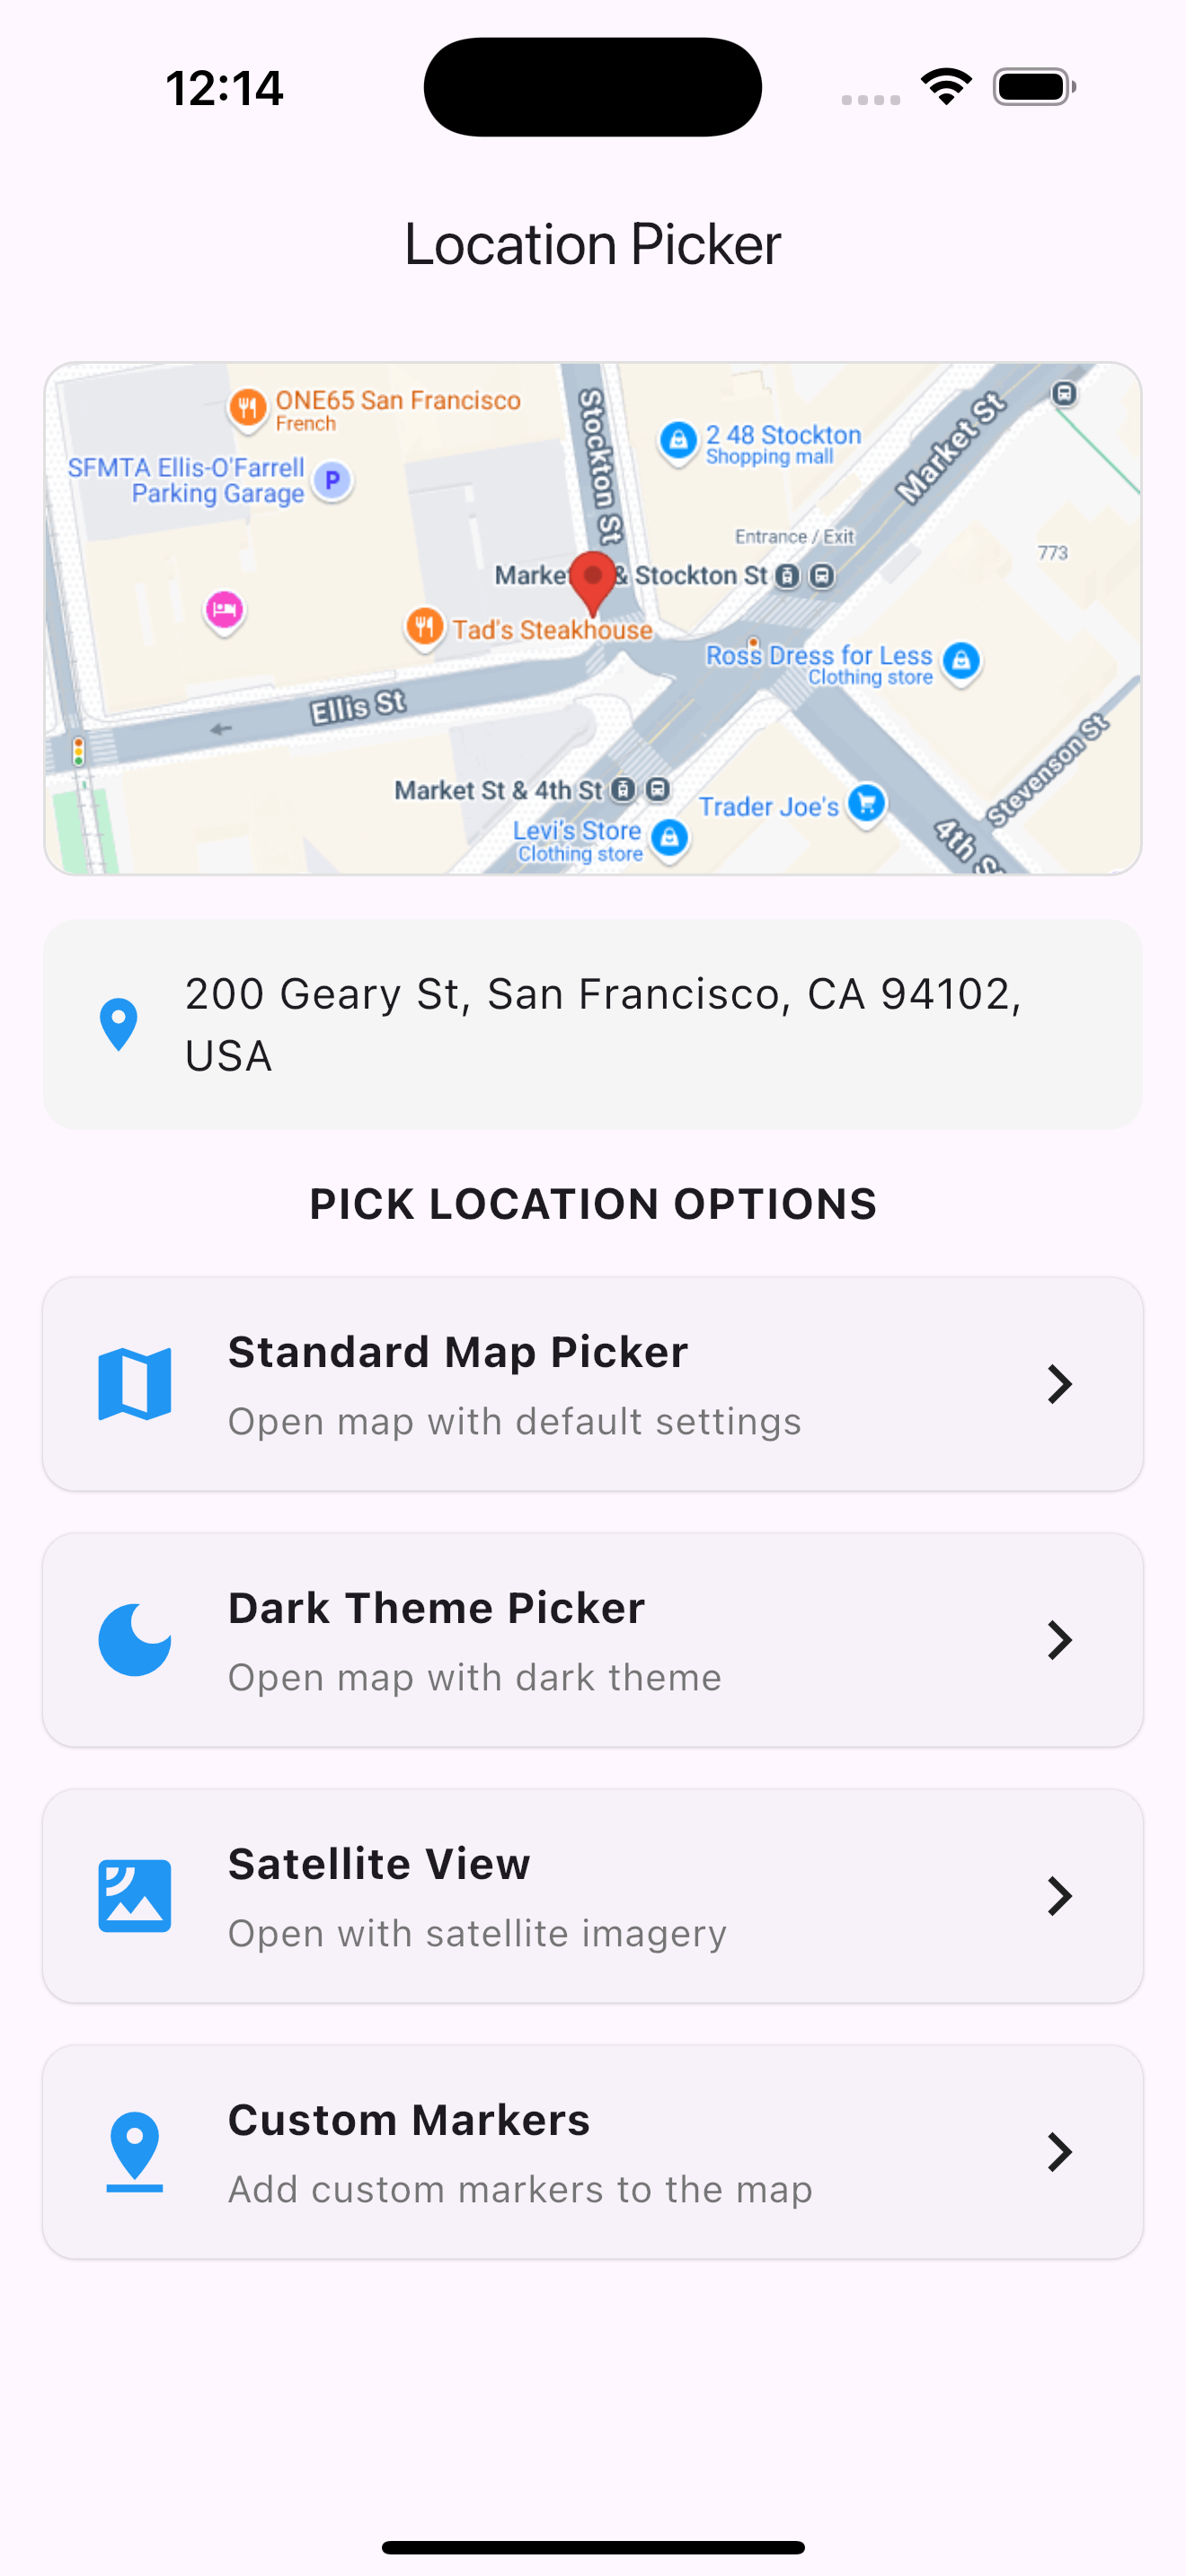 12:14
Location Picker
ONE65 San Francisco
French
Stockton St
2 48 Stockton
Shopping mall
Market St
SFMTA Ellis-O'Farrell
Parking Garage
P
Entrance / Exit
773
Marke & Stockton St
Tad's Steakhouse
Ross Dress for Less
Clothing store
Ellis St
Stevenson St
Market St & 4th St
Trader Joe's
Levi's Store
Clothing store
4th S
200 Geary St, San Francisco, CA 94102,
USA
PICK LOCATION OPTIONS
Standard Map Picker
Open map with default settings
Dark Theme Picker
Open map with dark theme
Satellite View
Open with satellite imagery
Custom Markers
Add custom markers to the map